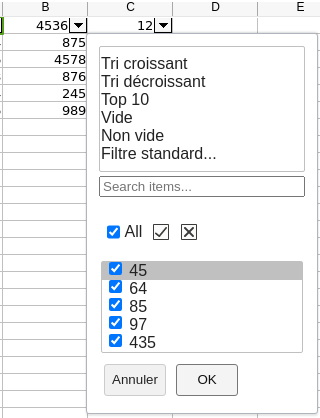 B C D E
4536 12
875
4578
876
245
989
Tri croissant
Tri décroissant
Top 10
Vide
Non vide
Filtre standard...
Search items...
All
45
64
85
97
435
Annuler OK